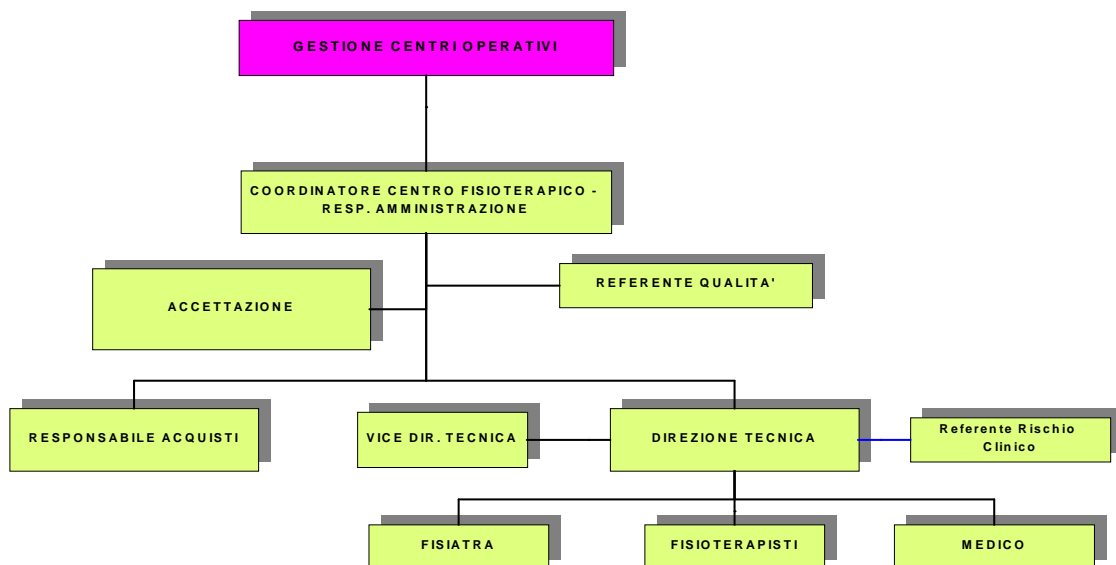 GESTIONE CENTRI OPERATIVI
COORDINATORE CENTRO FISIOTERAPICO -
RESP. AMMINISTRAZIONE
REFERENTE QUALITA'
ACCETTAZIONE
RESPONSABILE ACQUISTI
VICE DIR. TECNICA
DIREZIONE TECNICA
Referente Rischio
Clinico
FISIATRA
FISIOTERAPISTI
MEDICO